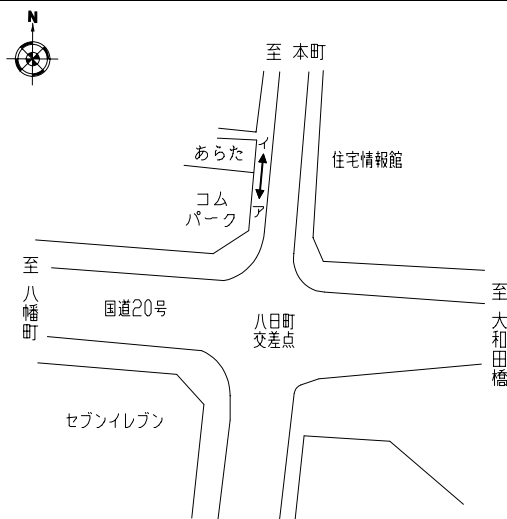 N
至 本町
イ
あらた
住宅情報館
コム
パーク
ア
至 八幡町
国道20号
八日町
交差点
至 大和田橋
セブンイレブン